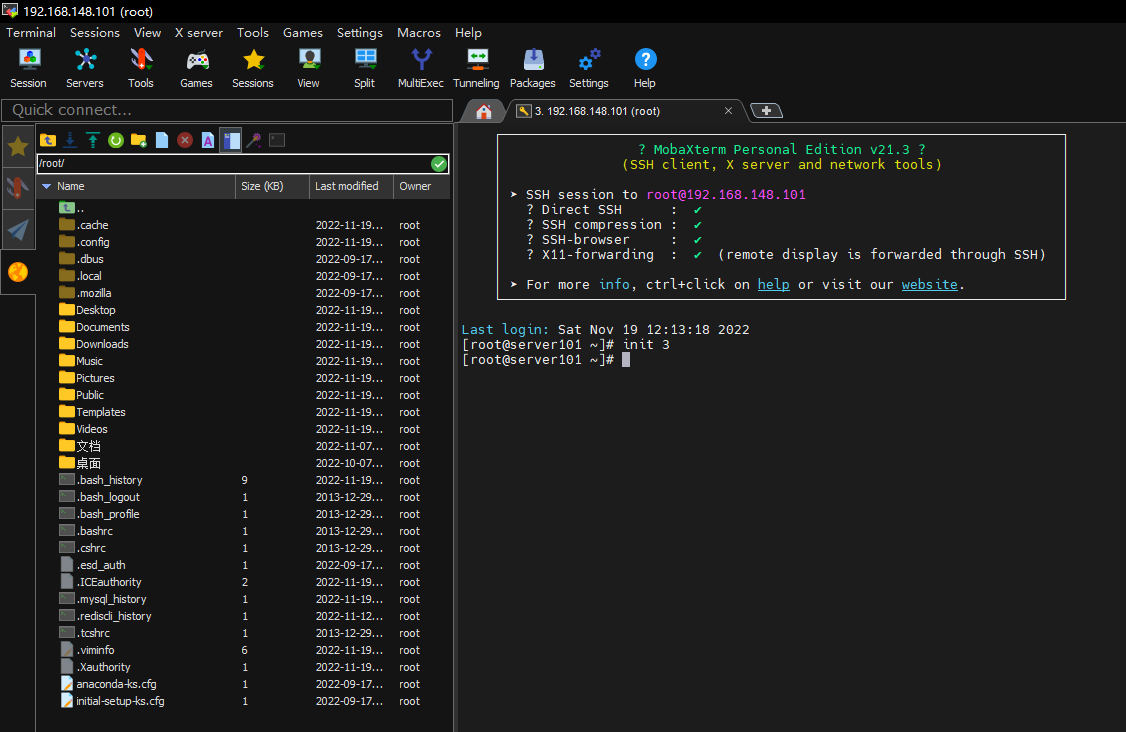 192.168.148.101 (root)
Terminal Sessions View X server Tools Games Settings Macros Help
Session Servers Tools Games Sessions View Split MultiExec Tunneling Packages Settings Help
Quick connect...
3. 192.168.148.101 (root)
/root/
Name Size (KB) Last modified Owner
..
.cache 2022-11-19... root
.config 2022-11-19... root
.dbus 2022-09-17... root
.local 2022-09-17... root
.mozilla 2022-09-17... root
Desktop 2022-11-19... root
Documents 2022-11-19... root
Downloads 2022-11-19... root
Music 2022-11-19... root
Pictures 2022-11-19... root
Public 2022-11-19... root
Templates 2022-11-19... root
Videos 2022-11-19... root
文档 2022-11-07... root
桌面 2022-10-07... root
.bash_history 9 2022-11-19... root
.bash_logout 1 2013-12-29... root
.bash_profile 1 2013-12-29... root
.bashrc 1 2013-12-29... root
.cshrc 1 2013-12-29... root
.esd_auth 1 2022-09-17... root
.ICEauthority 2 2022-11-19... root
.mysql_history 1 2022-11-19... root
.rediscli_history 1 2022-11-12... root
.tcshrc 1 2013-12-29... root
.viminfo 6 2022-11-19... root
.Xauthority 1 2022-11-19... root
anaconda-ks.cfg 1 2022-09-17... root
initial-setup-ks.cfg 1 2022-09-17... root
? MobaXterm Personal Edition v21.3 ?
(SSH client, X server and network tools)
➤ SSH session to root@192.168.148.101
? Direct SSH : ✔
? SSH compression : ✔
? SSH-browser : ✔
? X11-forwarding : ✔ (remote display is forwarded through SSH)
➤ For more info, ctrl+click on help or visit our website.
Last login: Sat Nov 19 12:13:18 2022
[root@server101 ~]# init 3
[root@server101 ~]#